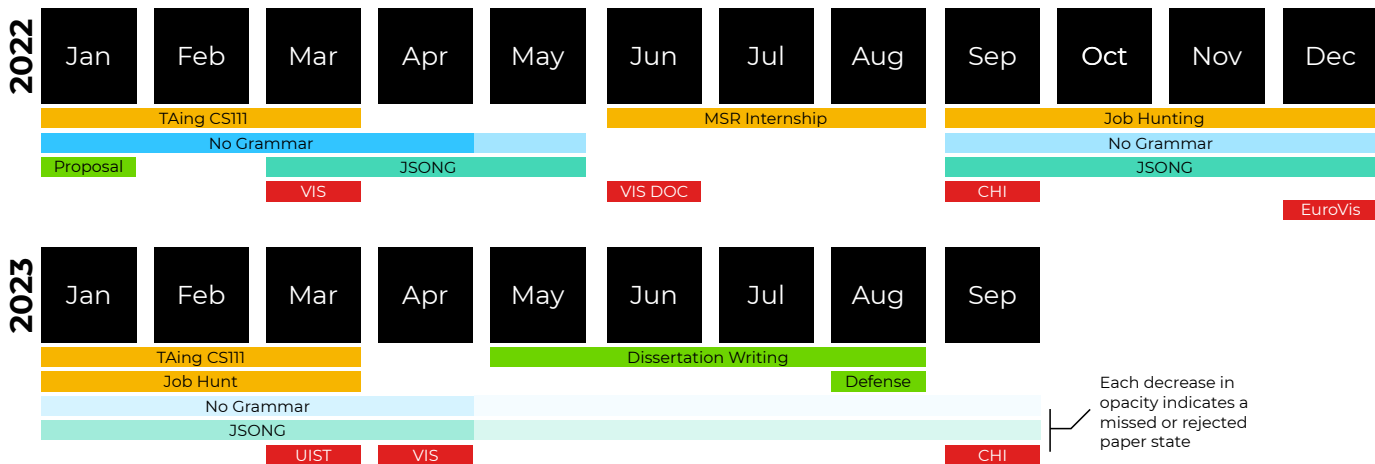 2022
Jan Feb Mar Apr May Jun Jul Aug Sep Oct Nov Dec
TAing CS111 MSR Internship Job Hunting
No Grammar No Grammar
Proposal JSONG JSONG
VIS VIS DOC CHI
EuroVis
2023
Jan Feb Mar Apr May Jun Jul Aug Sep
TAing CS111 Dissertation Writing
Job Hunt Defense
No Grammar
JSONG
UIST VIS CHI
Each decrease in
opacity indicates a
missed or rejected
paper state